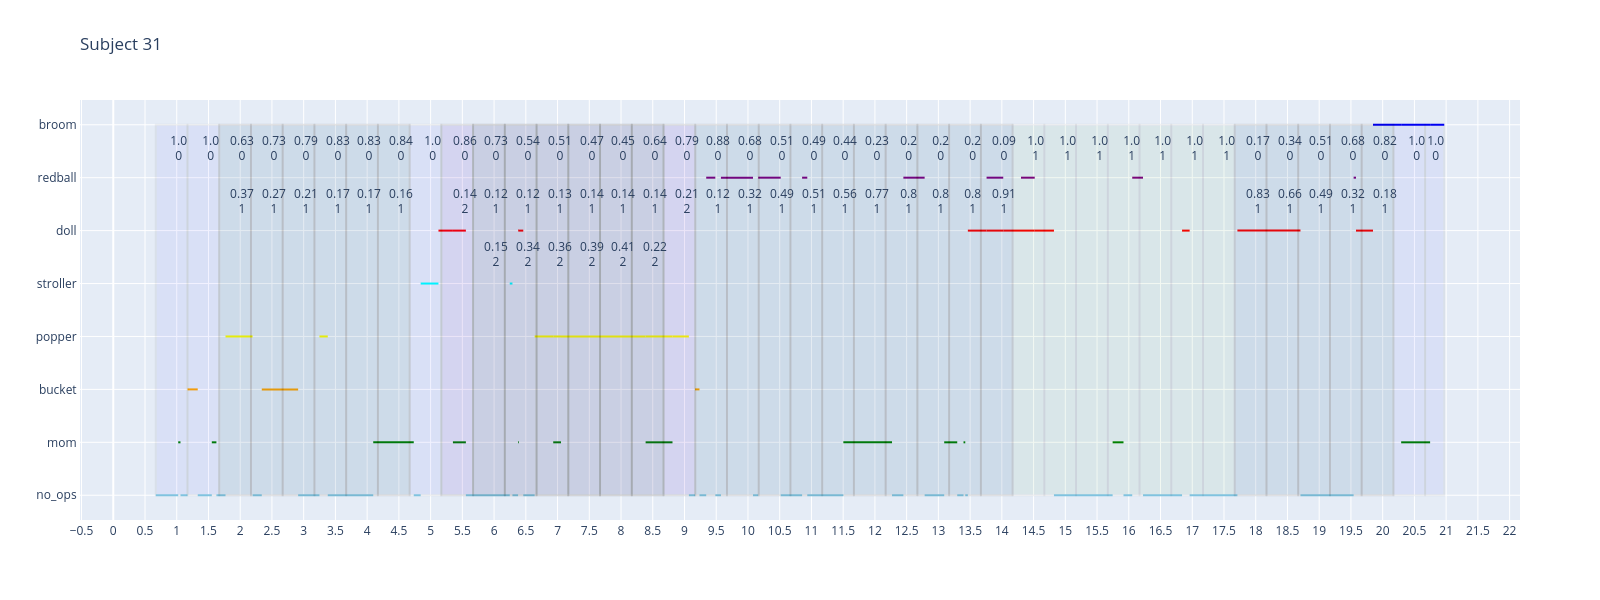 Subject 31
broom
1.0 1.0 0.63 0.73 0.79 0.83 0.83 0.84 1.0 0.86 0.73 0.54 0.51 0.47 0.45 0.64 0.79 0.88 0.68 0.51 0.49 0.44 0.23 0.2 0.2 0.2 0.09 1.0 1.0 1.0 1.0 1.0 1.0 1.0 0.17 0.34 0.51 0.68 0.82 1.0 1.0
0 0 0 0 0 0 0 0 0 0 0 0 0 0 0 0 0 0 0 0 0 0 0 0 0 0 0 1 1 1 1 1 1 1 0 0 0 0 0 0 0
redball
0.37 0.27 0.21 0.17 0.17 0.16 0.14 0.12 0.12 0.13 0.14 0.14 0.14 0.21 0.12 0.32 0.49 0.51 0.56 0.77 0.8 0.8 0.8 0.91 0.83 0.66 0.49 0.32 0.18
1 1 1 1 1 1 2 1 1 1 1 1 1 2 1 1 1 1 1 1 1 1 1 1 1 1 1 1 1
doll
0.15 0.34 0.36 0.39 0.41 0.22
2 2 2 2 2 2
stroller
popper
bucket
mom
no_ops
−0.5 0 0.5 1 1.5 2 2.5 3 3.5 4 4.5 5 5.5 6 6.5 7 7.5 8 8.5 9 9.5 10 10.5 11 11.5 12 12.5 13 13.5 14 14.5 15 15.5 16 16.5 17 17.5 18 18.5 19 19.5 20 20.5 21 21.5 22